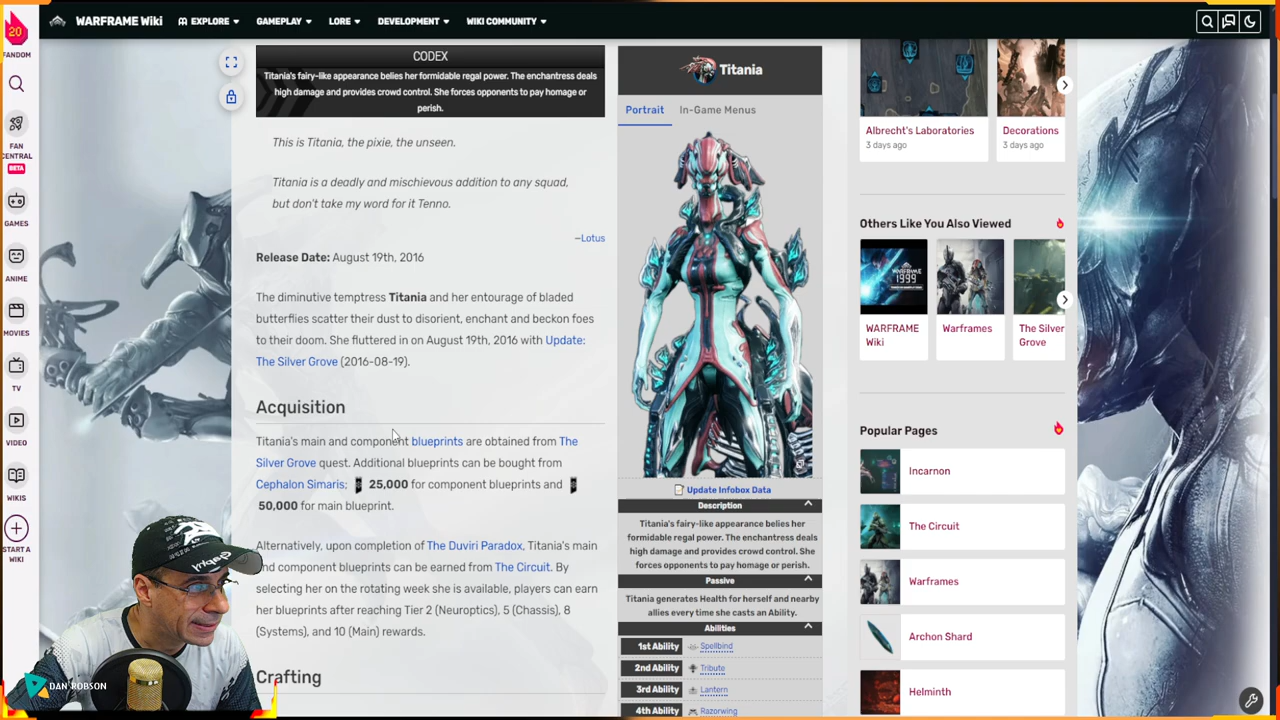 20
FANDOM
FAN
CENTRAL
BETA
GAMES
ANIME
MOVIES
TV
VIDEO
WIKIS
START A
WIKI
WARFRAME Wiki
EXPLORE
GAMEPLAY
LORE
DEVELOPMENT
WIKI COMMUNITY
CODEX
Titania's fairy-like appearance belies her formidable regal power. The enchantress deals
high damage and provides crowd control. She forces opponents to pay homage or
perish.
This is Titania, the pixie, the unseen.
Titania is a deadly and mischievous addition to any squad,
but don't take my word for it Tenno.
–Lotus
Release Date: August 19th, 2016
The diminutive temptress Titania and her entourage of bladed
butterflies scatter their dust to disorient, enchant and beckon foes
to their doom. She fluttered in on August 19th, 2016 with Update:
The Silver Grove (2016-08-19).
Acquisition
Titania's main and component blueprints are obtained from The
Silver Grove quest. Additional blueprints can be bought from
Cephalon Simaris; 25,000 for component blueprints and
50,000 for main blueprint.
Alternatively, upon completion of The Duviri Paradox, Titania's main
and component blueprints can be earned from The Circuit. By
selecting her on the rotating week she is available, players can earn
her blueprints after reaching Tier 2 (Neuroptics), 5 (Chassis), 8
(Systems), and 10 (Main) rewards.
Crafting
Titania
Portrait
In-Game Menus
Update Infobox Data
Description
Titania's fairy-like appearance belies her
formidable regal power. The enchantress deals
high damage and provides crowd control. She
forces opponents to pay homage or perish.
Passive
Titania generates Health for herself and nearby
allies every time she casts an Ability.
Abilities
1st Ability Spellbind
2nd Ability Tribute
3rd Ability Lantern
4th Ability Razorwing
Albrecht's Laboratories
3 days ago
Decorations
3 days ago
Others Like You Also Viewed
WARFRAME
1999
WARFRAME
Wiki
Warframes
The Silver
Grove
Popular Pages
Incarnon
The Circuit
Warframes
Archon Shard
Helminth
DAN ROBSON